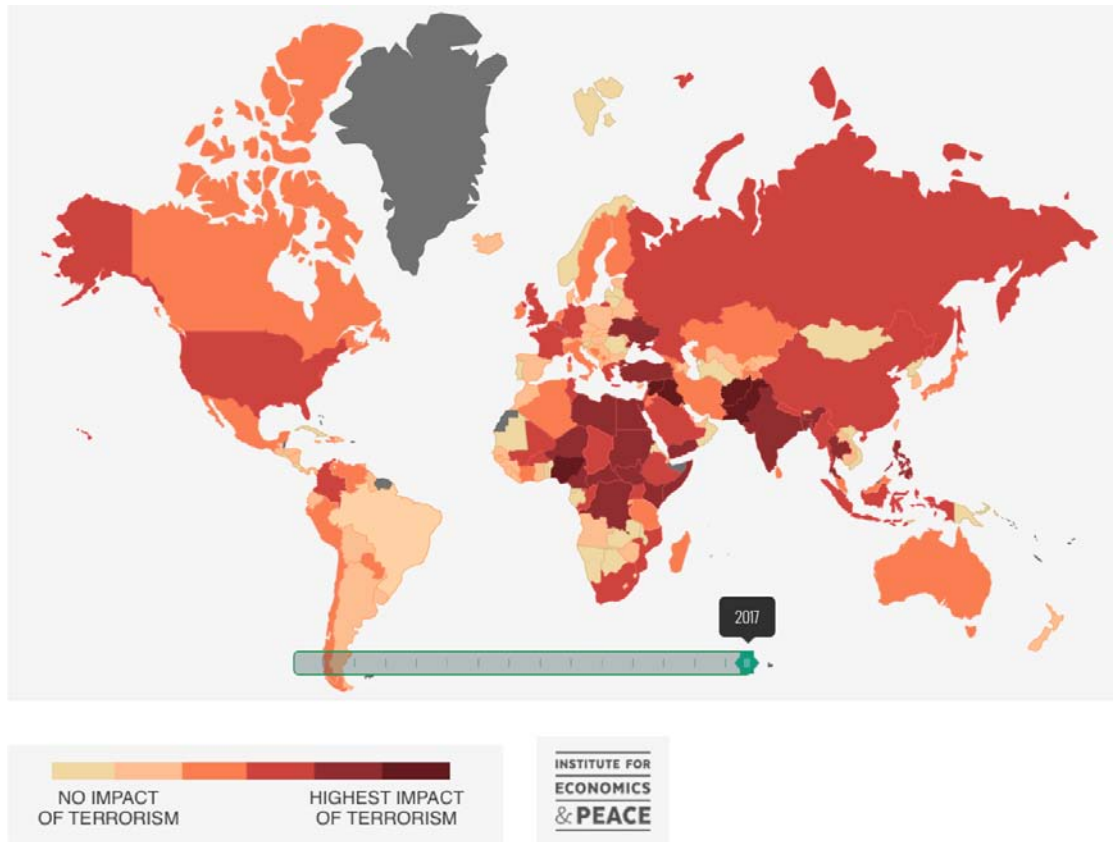 2017
NO IMPACT
OF TERRORISM
HIGHEST IMPACT
OF TERRORISM
INSTITUTE FOR
ECONOMICS
& PEACE